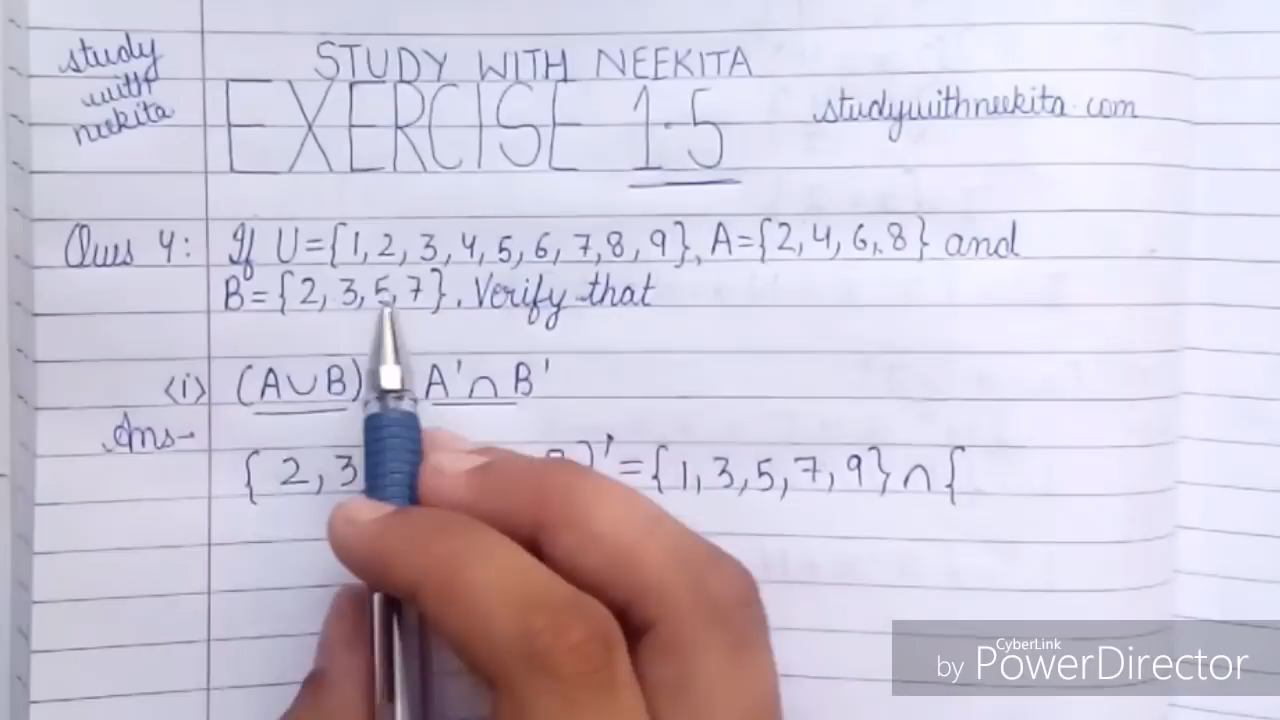 study
with
neekita
STUDY WITH NEEKITA
EXERCISE 1.5
studywithneekita.com
Ques 4: If U={1,2,3,4,5,6,7,8,9}, A={2,4,6,8} and
B={2,3,5,7}. Verify that
(i) (A∪B) A'∩B'
Ans-
{2,3 }'={1,3,5,7,9}∩{
CyberLink
by PowerDirector